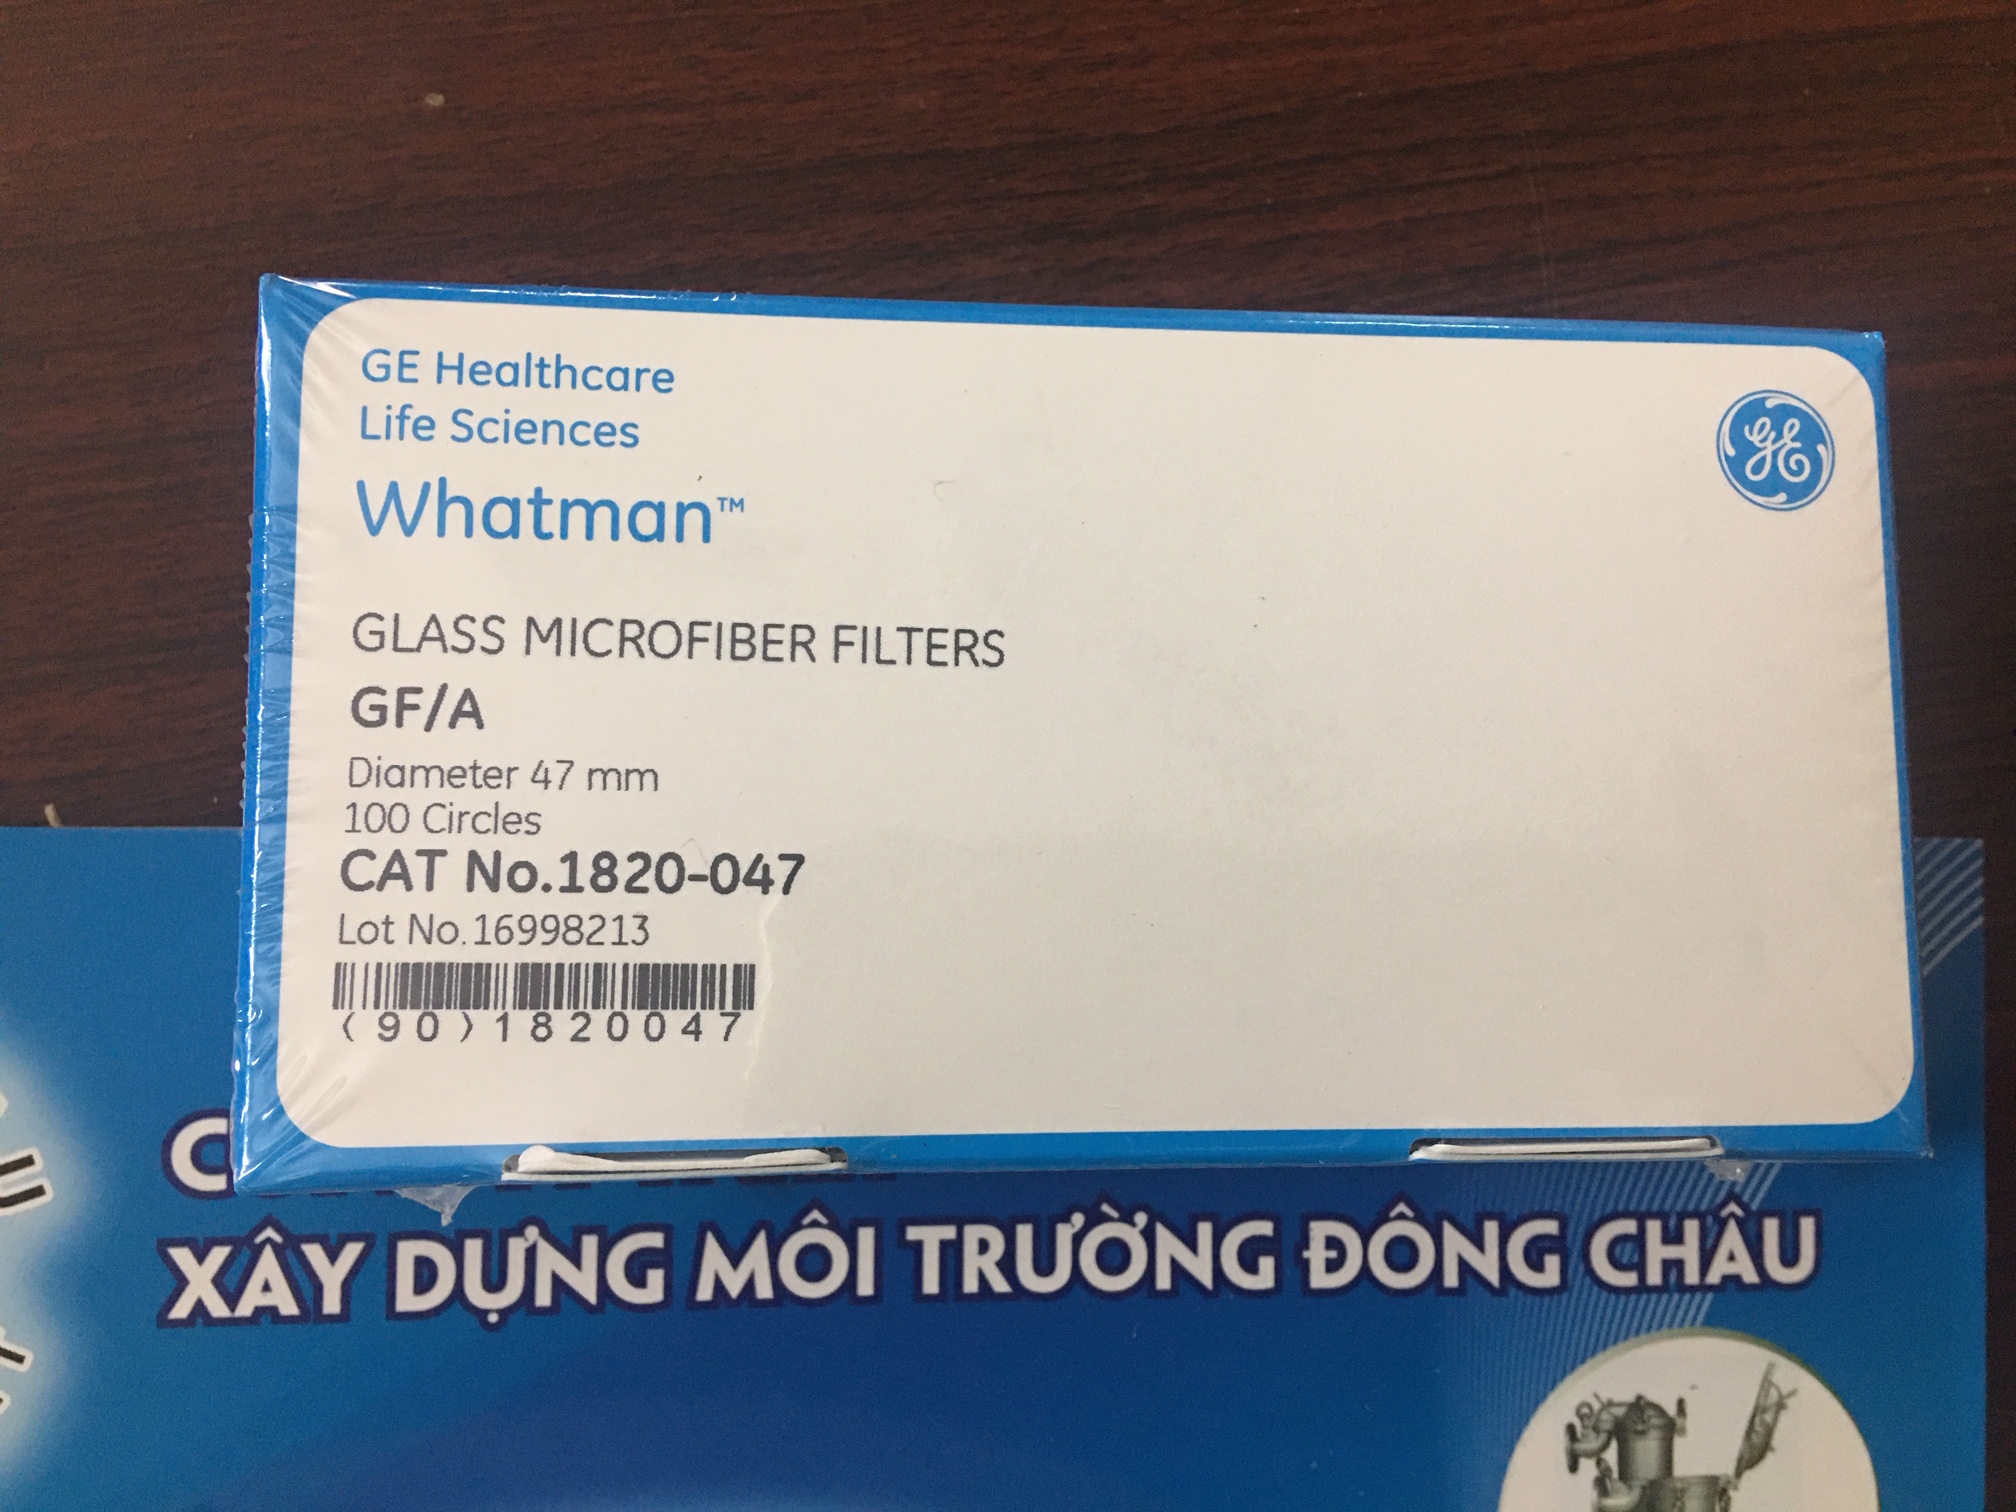 GE Healthcare
Life Sciences
Whatman™
GE
GLASS MICROFIBER FILTERS
GF/A
Diameter 47 mm
100 Circles
CAT No.1820-047
Lot No.16998213
(90)1820047
XÂY DỰNG MÔI TRƯỜNG ĐÔNG CHÂU